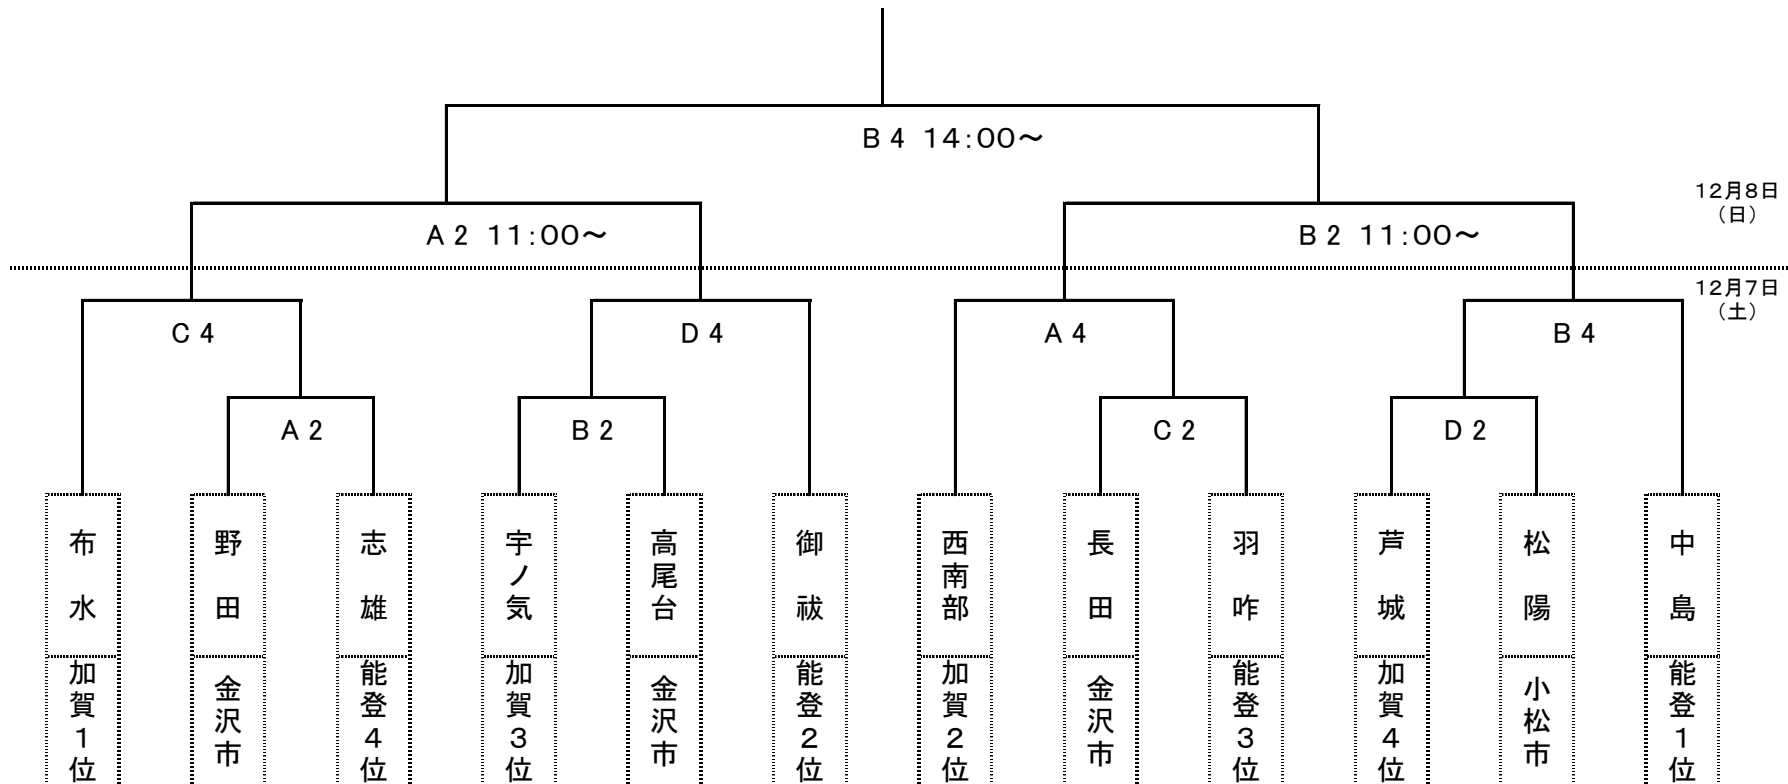 Ｂ４ 14:00～
12月8日
（日）
Ａ２ 11:00～
Ｂ２ 11:00～
12月7日
（土）
Ｃ４
Ｄ４
Ａ４
Ｂ４
Ａ２
Ｂ２
Ｃ２
Ｄ２
布水
野田
志雄
宇ノ気
高尾台
御祓
西南部
長田
羽咋
芦城
松陽
中島
加賀１位
金沢市
能登４位
加賀３位
金沢市
能登２位
加賀２位
金沢市
能登３位
加賀４位
小松市
能登１位